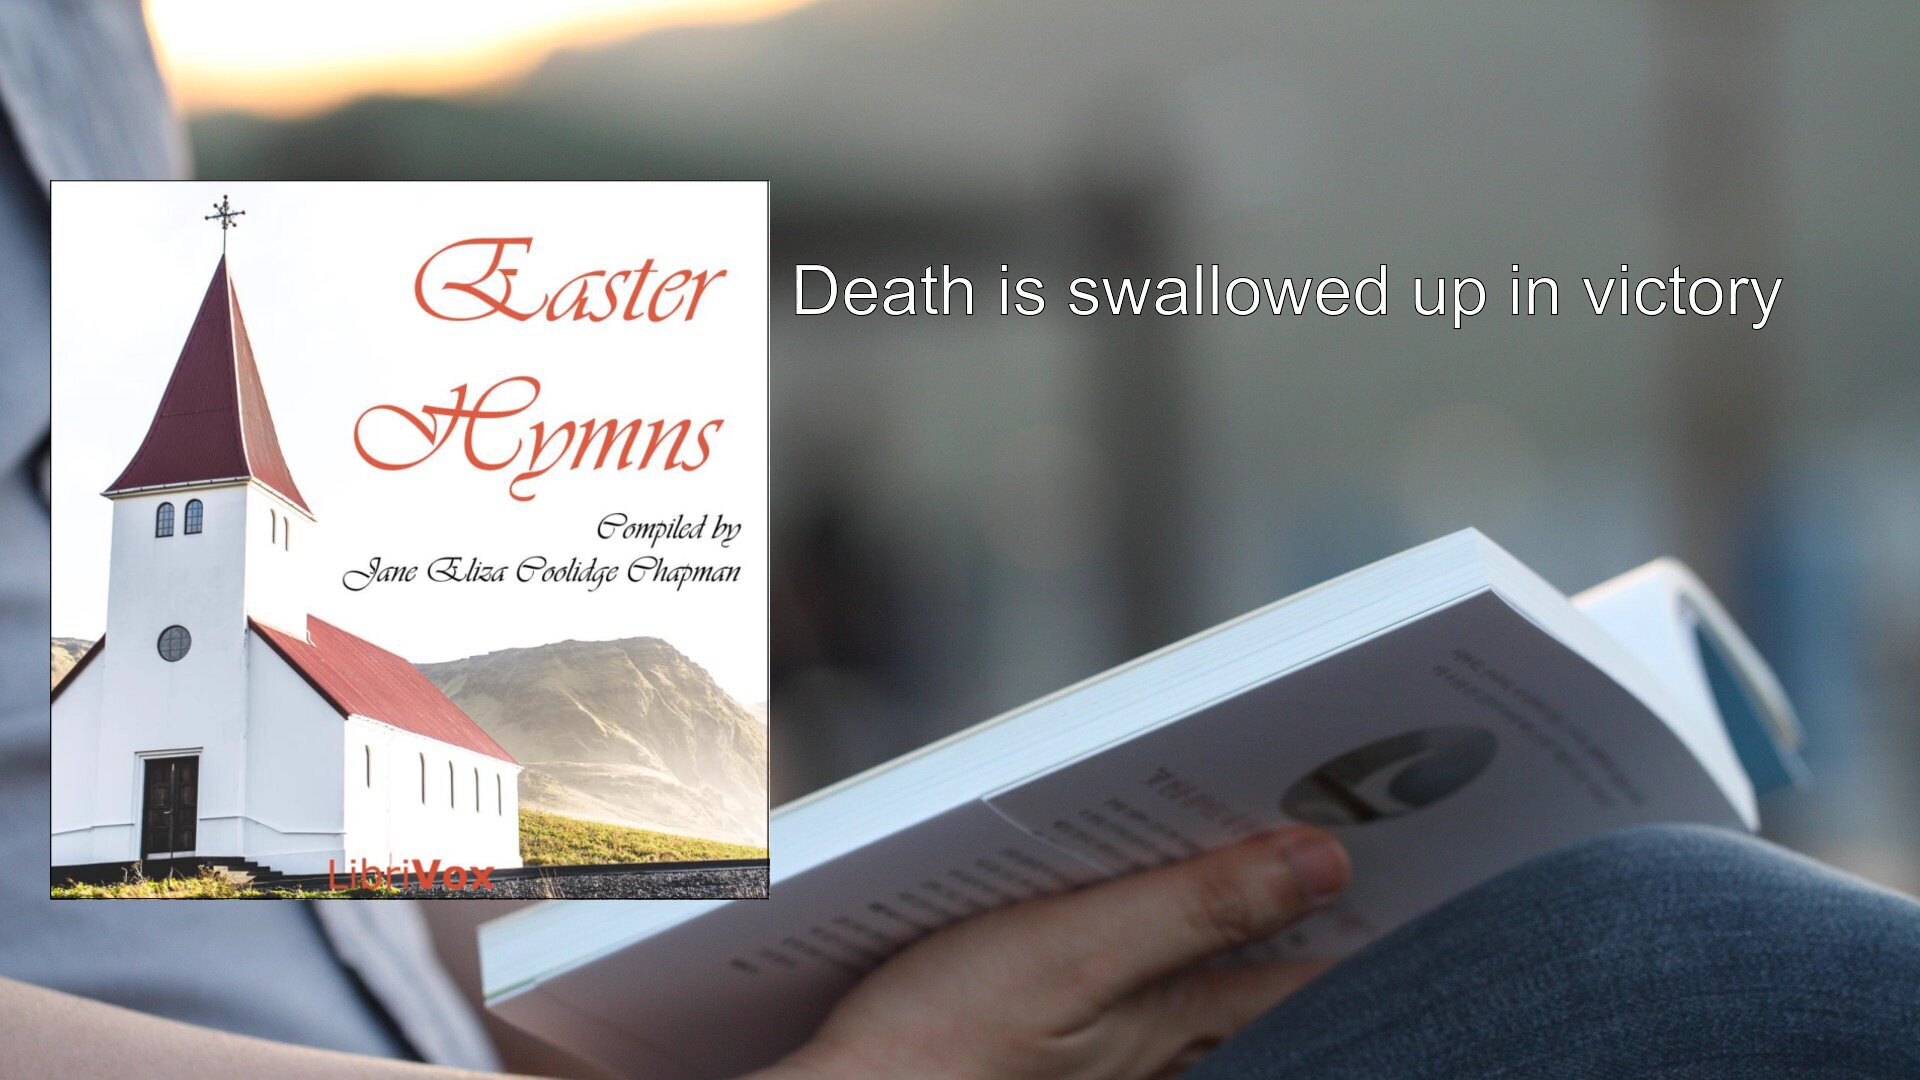 Easter
Hymns
Compiled by
Jane Eliza Coolidge Chapman
LibriVox
Death is swallowed up in victory